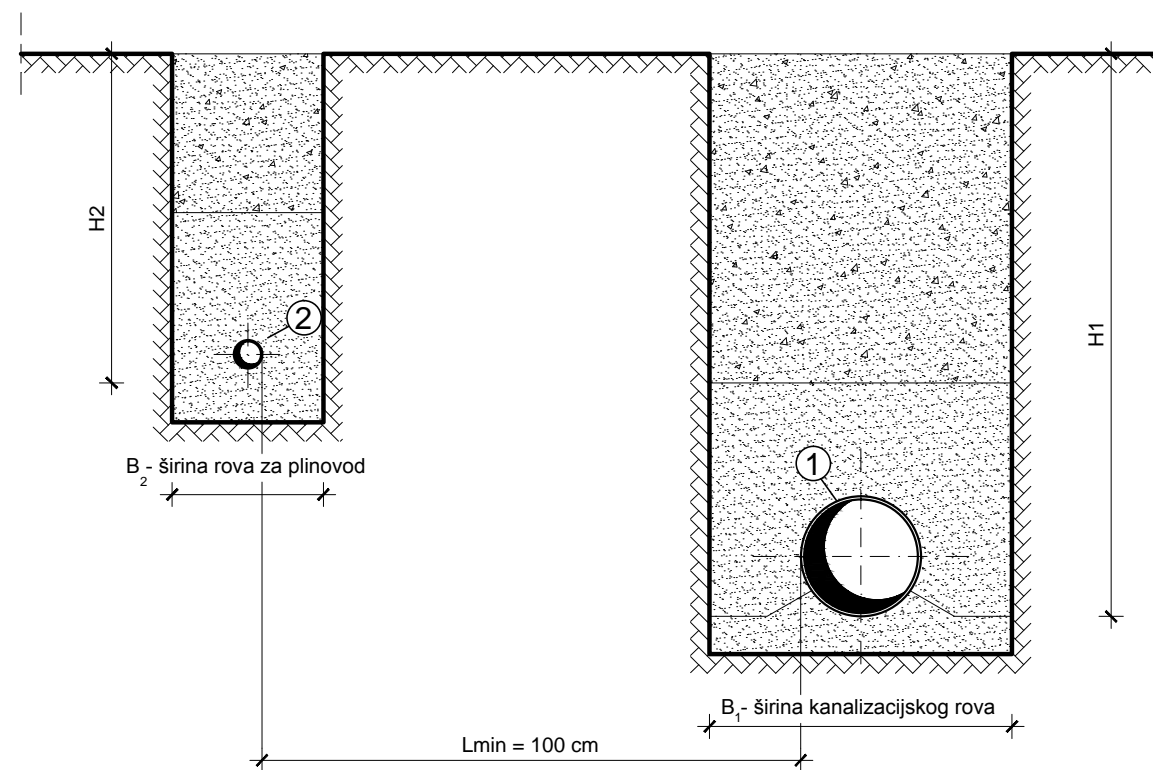 H2
2
B2 - širina rova za plinovod
H1
1
B1- širina kanalizacijskog rova
Lmin = 100 cm